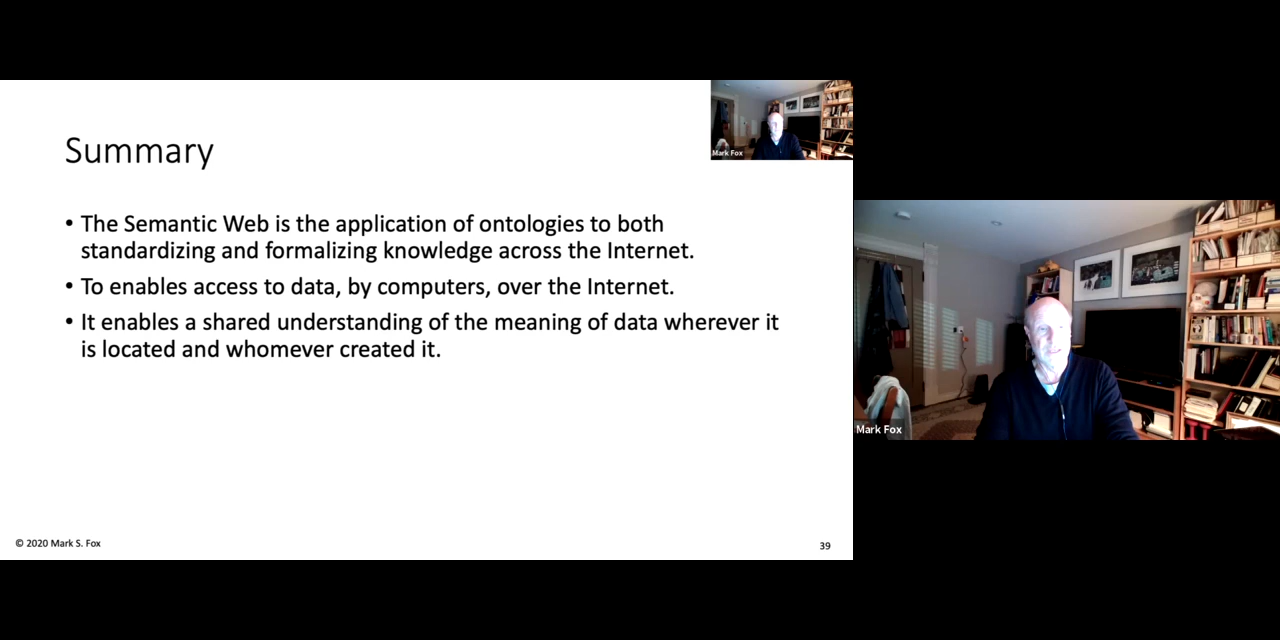 Mark Fox
Summary
• The Semantic Web is the application of ontologies to both
standardizing and formalizing knowledge across the Internet.
• To enables access to data, by computers, over the Internet.
• It enables a shared understanding of the meaning of data wherever it
is located and whomever created it.
© 2020 Mark S. Fox
39
Mark Fox